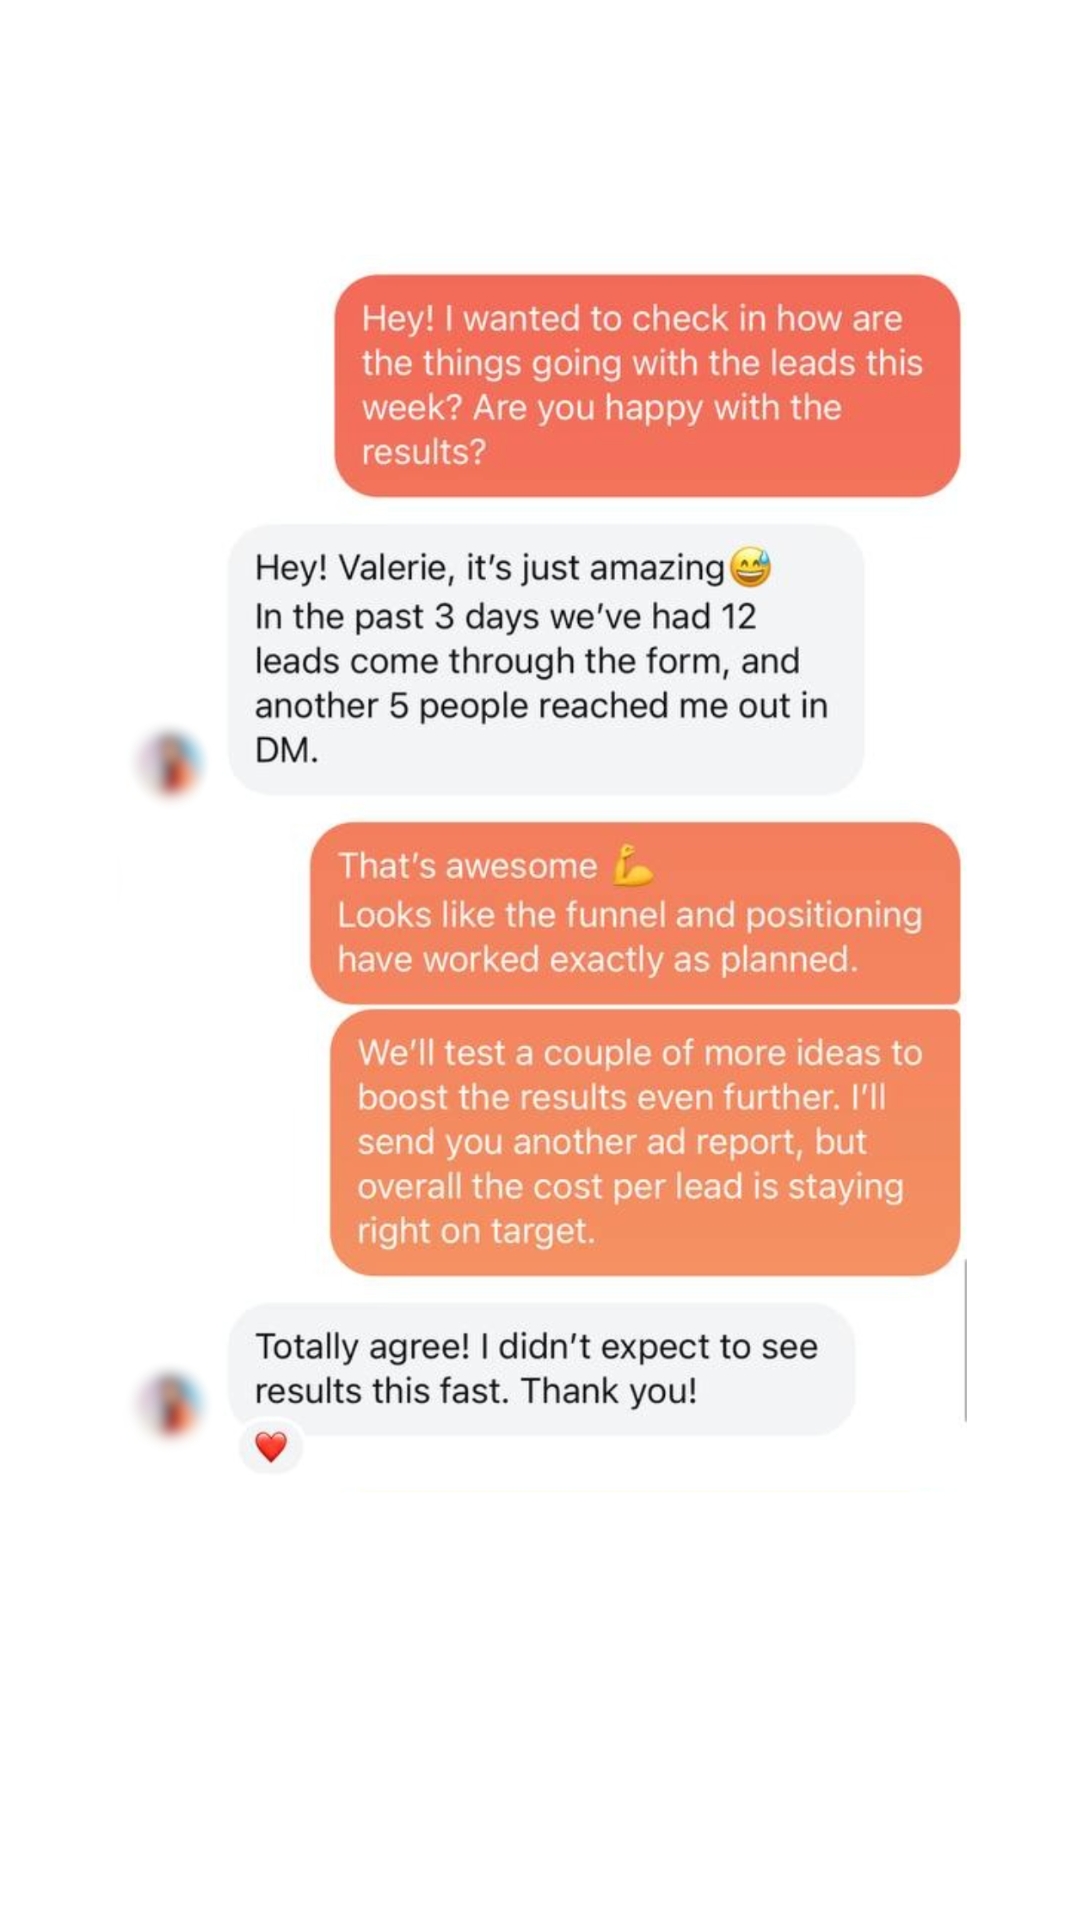 Hey! I wanted to check in how are
the things going with the leads this
week? Are you happy with the
results?
Hey! Valerie, it's just amazing😅
In the past 3 days we've had 12
leads come through the form, and
another 5 people reached me out in
DM.
That's awesome 💪
Looks like the funnel and positioning
have worked exactly as planned.
We'll test a couple of more ideas to
boost the results even further. I'll
send you another ad report, but
overall the cost per lead is staying
right on target.
Totally agree! I didn't expect to see
results this fast. Thank you!
❤️